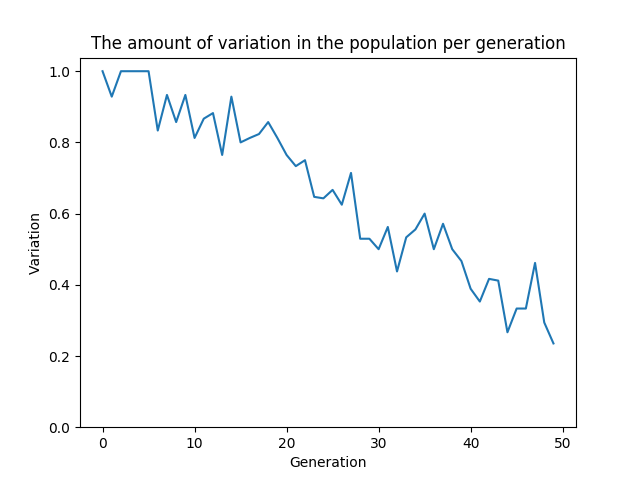 The amount of variation in the population per generation
1.0
0.8
0.6
0.4
0.2
0.0
Variation
0 10 20 30 40 50
Generation